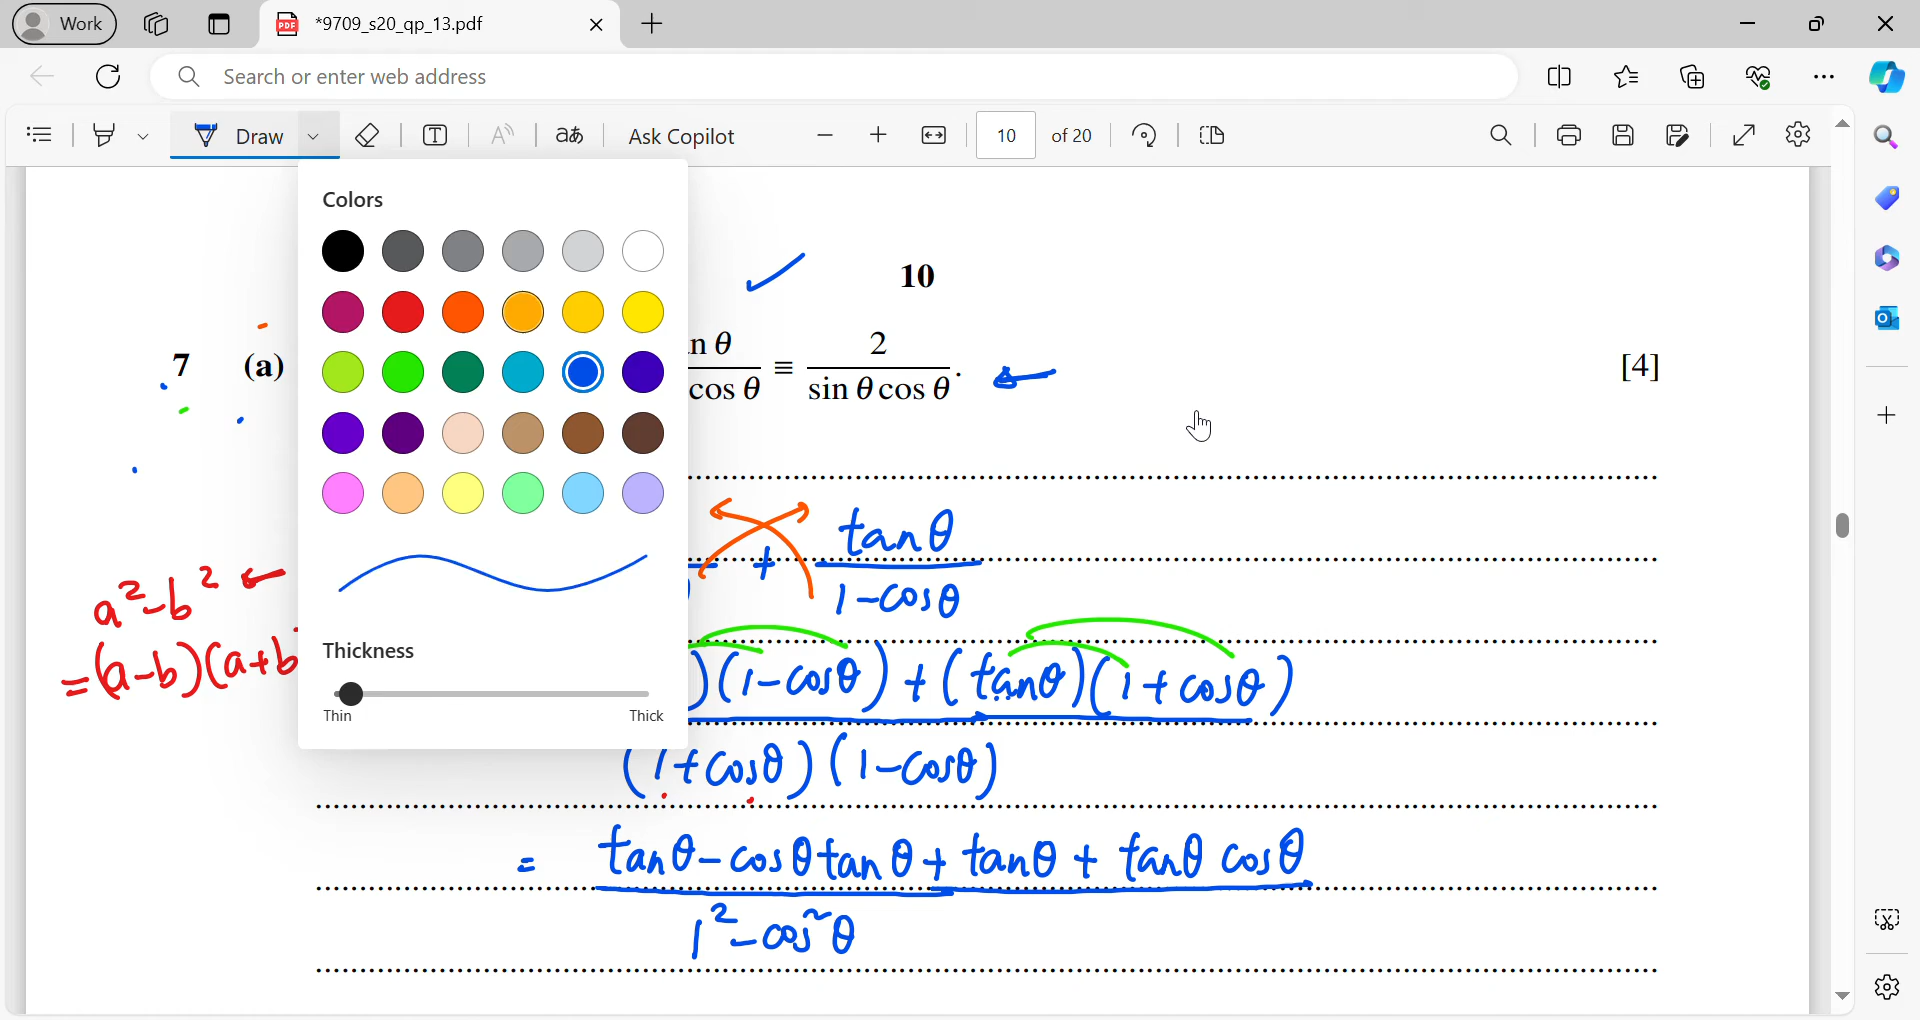 Work
*9709_s20_qp_13.pdf
Search or enter web address
Draw
aあ
Ask Copilot
10 of 20
Colors
10
7 (a) n θ / cos θ ≡ 2 / sin θ cos θ . [4]
+ tanθ / 1-cosθ
a²-b²
=(a-b)(a+b
Thickness
Thin Thick
)(1-cosθ) + (tanθ)(1+cosθ)
(1+cosθ)(1-cosθ)
= tanθ-cosθtanθ+tanθ+tanθ cosθ
1²-cos²θ